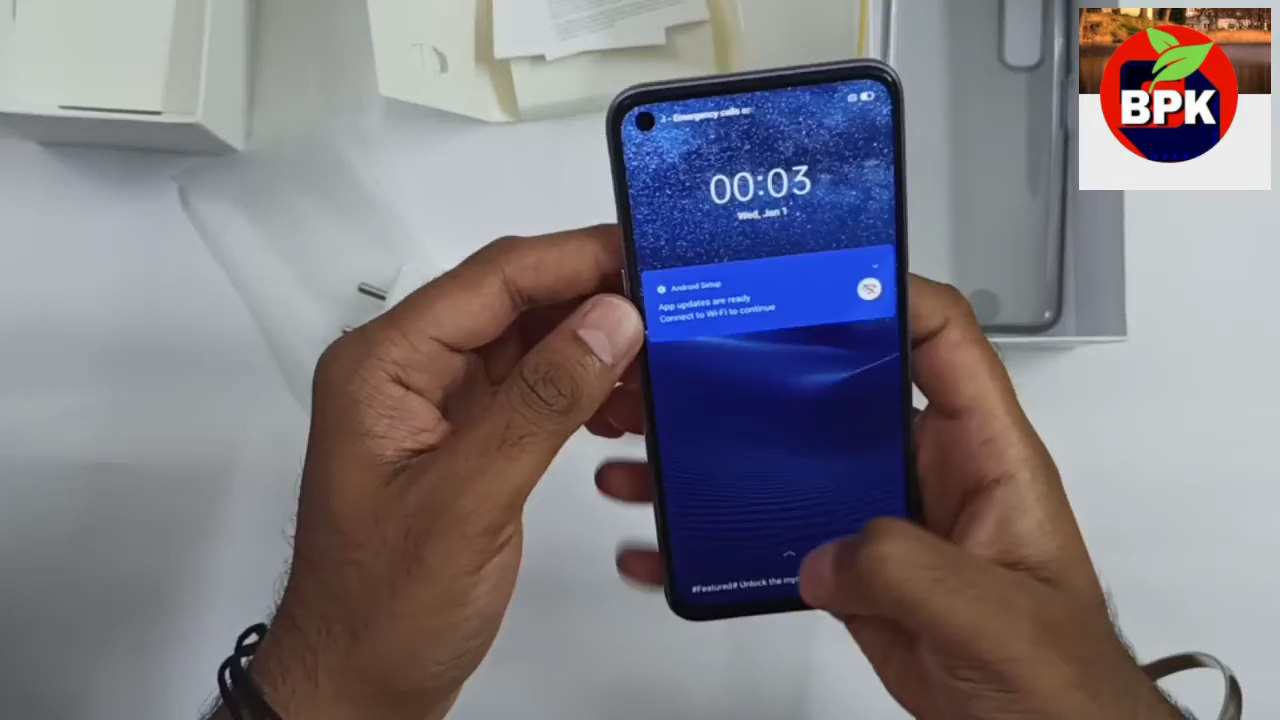 BPK
Emergency calls
00:03
Wed, Jan 1
Android Setup
App updates are ready
Connect to Wi-Fi to continue
#Featured# Unlock the